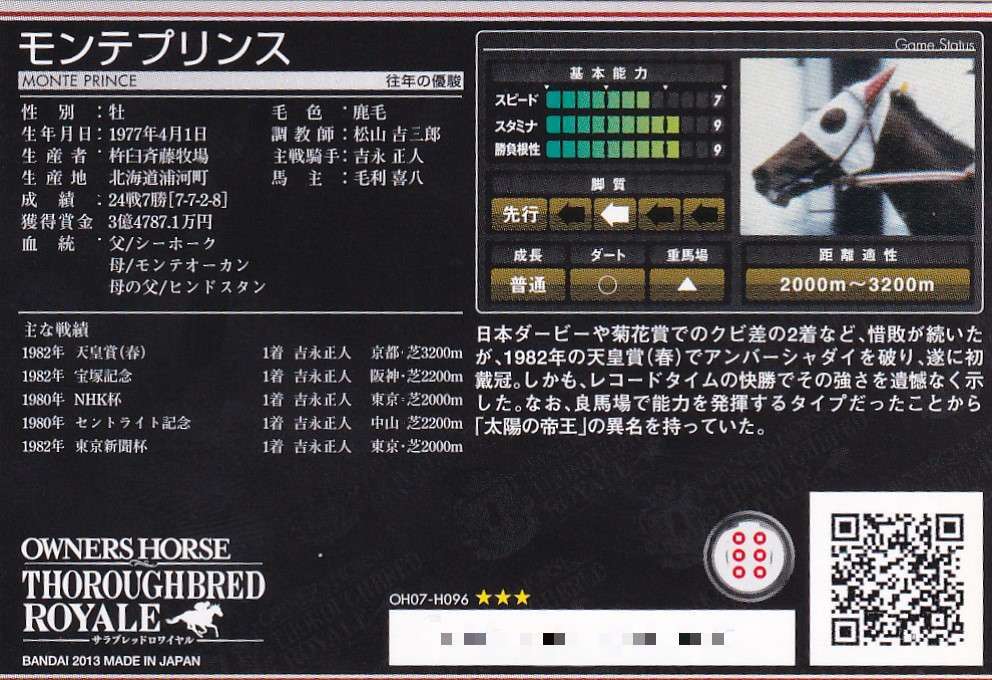 モンテプリンス
MONTE PRINCE 往年の優駿
性別:牡 毛色:鹿毛
生年月日:1977年4月1日 調教師:松山 吉三郎
生産者:杵臼斉藤牧場 主戦騎手:吉永 正人
生産地 北海道浦河町 馬主:毛利 喜八
成績:24戦7勝[7-7-2-8]
獲得賞金 3億4787.1万円
血統:父/シーホーク
母/モンテオーカン
母の父/ヒンドスタン
主な戦績
1982年 天皇賞(春) 1着 吉永正人 京都・芝3200m
1982年 宝塚記念 1着 吉永正人 阪神・芝2200m
1980年 NHK杯 1着 吉永正人 東京・芝2000m
1980年 セントライト記念 1着 吉永正人 中山・芝2200m
1982年 東京新聞杯 1着 吉永正人 東京・芝2000m
Game Status
基本能力
スピード 7
スタミナ 9
勝負根性 9
脚質
先行
成長 ダート 重馬場 距離適性
普通 ○ ▲ 2000m〜3200m
日本ダービーや菊花賞でのクビ差の2着など、惜敗が続いた
が、1982年の天皇賞(春)でアンバーシャダイを破り、遂に初
戴冠。しかも、レコードタイムの快勝でその強さを遺憾なく示
した。なお、良馬場で能力を発揮するタイプだったことから
「太陽の帝王」の異名を持っていた。
OWNERS HORSE
THOROUGHBRED
ROYALE
サラブレッドロワイヤル
BANDAI 2013 MADE IN JAPAN
OH07-H096 ★★★